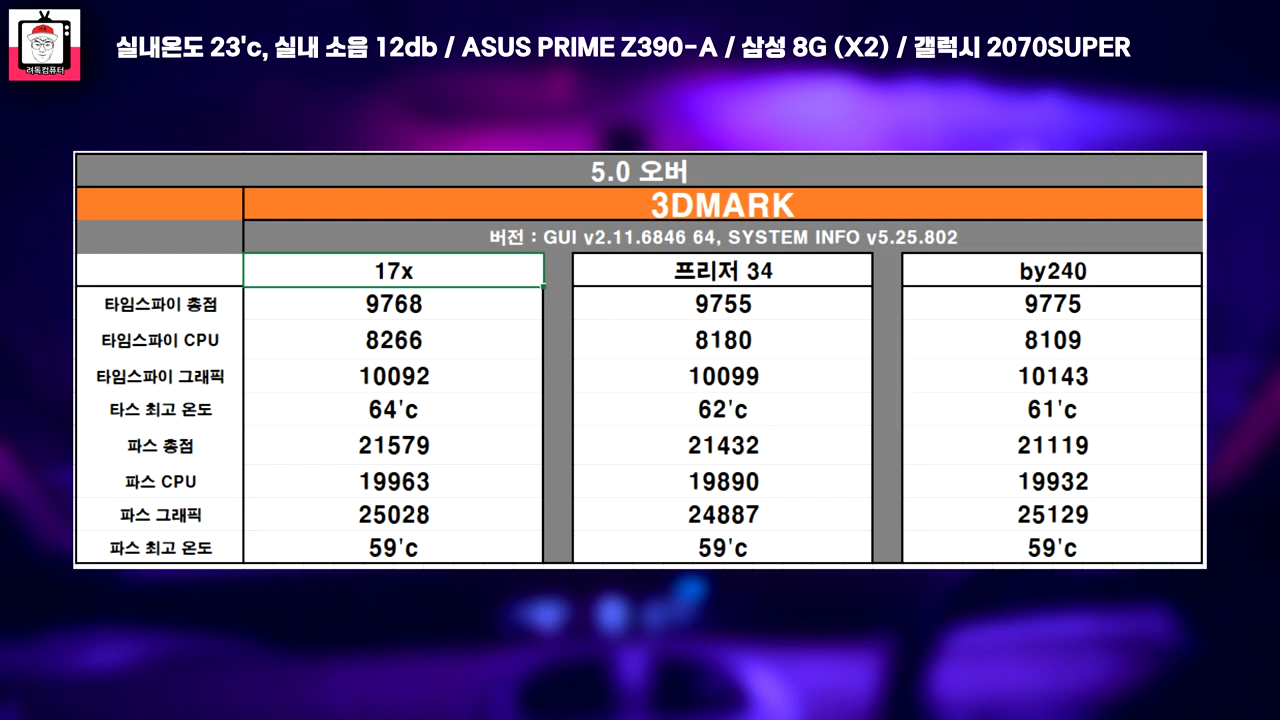 려독컴퓨터
실내온도 23'c, 실내 소음 12db / ASUS PRIME Z390-A / 삼성 8G (X2) / 갤럭시 2070SUPER
5.0 오버
3DMARK
버전 : GUI v2.11.6846 64, SYSTEM INFO v5.25.802
17x 프리저 34 by240
타임스파이 총점 9768 9755 9775
타임스파이 CPU 8266 8180 8109
타임스파이 그래픽 10092 10099 10143
타스 최고 온도 64'c 62'c 61'c
파스 총점 21579 21432 21119
파스 CPU 19963 19890 19932
파스 그래픽 25028 24887 25129
파스 최고 온도 59'c 59'c 59'c